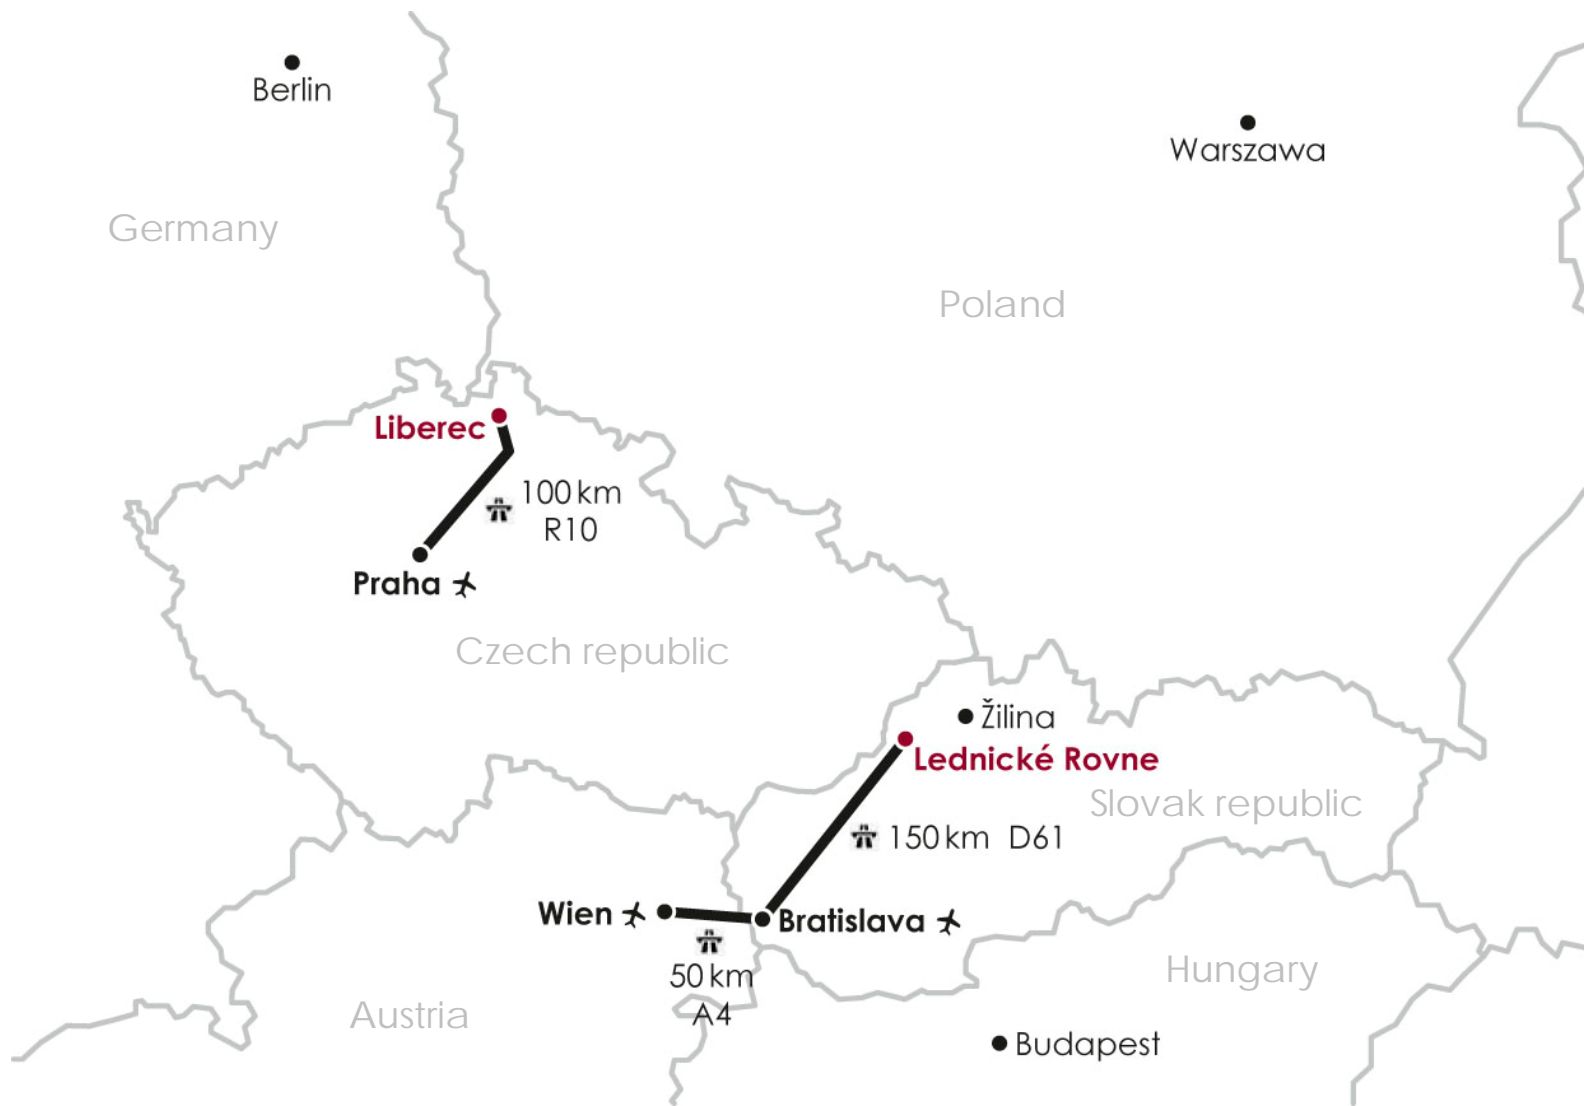 Berlin
Warszawa
Germany
Poland
Liberec
100 km
R10
Praha
Czech republic
Žilina
Lednické Rovne
Slovak republic
150 km D61
Wien
Bratislava
50 km
A4
Hungary
Austria
Budapest